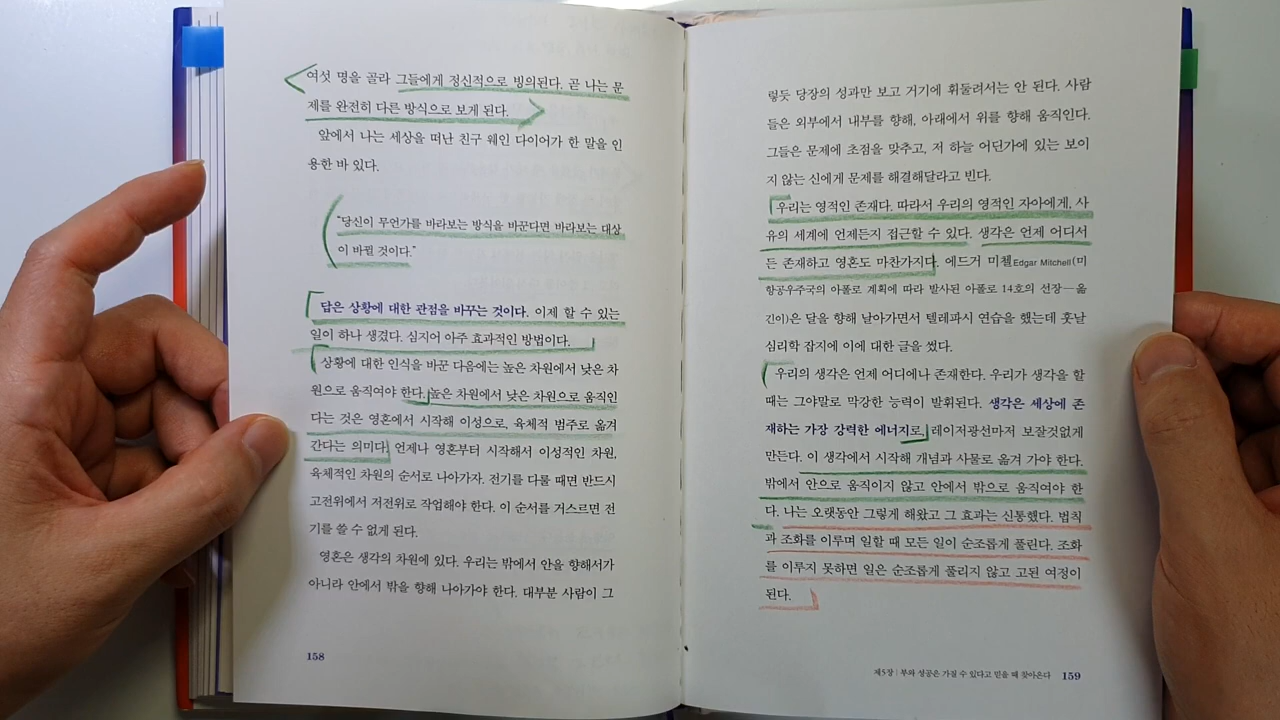 여섯 명을 골라 그들에게 정신적으로 빙의된다. 곧 나는 문
제를 완전히 다른 방식으로 보게 된다.
앞에서 나는 세상을 떠난 친구 웨인 다이어가 한 말을 인
용한 바 있다.
“당신이 무언가를 바라보는 방식을 바꾼다면 바라보는 대상
이 바뀔 것이다.”
답은 상황에 대한 관점을 바꾸는 것이다. 이제 할 수 있는
일이 하나 생겼다. 심지어 아주 효과적인 방법이다.
상황에 대한 인식을 바꾼 다음에는 높은 차원에서 낮은 차
원으로 움직여야 한다. 높은 차원에서 낮은 차원으로 움직인
다는 것은 영혼에서 시작해 이성으로, 육체적 범주로 옮겨
간다는 의미다. 언제나 영혼부터 시작해서 이성적인 차원,
육체적인 차원의 순서로 나아가자. 전기를 다룰 때면 반드시
고전위에서 저전위로 작업해야 한다. 이 순서를 거스르면 전
기를 쓸 수 없게 된다.
영혼은 생각의 차원에 있다. 우리는 밖에서 안을 향해서가
아니라 안에서 밖을 향해 나아가야 한다. 대부분 사람이 그
158
렇듯 당장의 성과만 보고 거기에 휘둘려서는 안 된다. 사람
들은 외부에서 내부를 향해, 아래에서 위를 향해 움직인다.
그들은 문제에 초점을 맞추고, 저 하늘 어딘가에 있는 보이
지 않는 신에게 문제를 해결해달라고 빈다.
우리는 영적인 존재다. 따라서 우리의 영적인 자아에게, 사
유의 세계에 언제든지 접근할 수 있다. 생각은 언제 어디서
든 존재하고 영혼도 마찬가지다. 에드거 미첼Edgar Mitchell(미
항공우주국의 아폴로 계획에 따라 발사된 아폴로 14호의 선장—옮
긴이)은 달을 향해 날아가면서 텔레파시 연습을 했는데 훗날
심리학 잡지에 이에 대한 글을 썼다.
우리의 생각은 언제 어디에나 존재한다. 우리가 생각을 할
때는 그야말로 막강한 능력이 발휘된다. 생각은 세상에 존
재하는 가장 강력한 에너지로, 레이저광선마저 보잘것없게
만든다. 이 생각에서 시작해 개념과 사물로 옮겨 가야 한다.
밖에서 안으로 움직이지 않고 안에서 밖으로 움직여야 한
다. 나는 오랫동안 그렇게 해왔고 그 효과는 신통했다. 법칙
과 조화를 이루며 일할 때 모든 일이 순조롭게 풀린다. 조화
를 이루지 못하면 일은 순조롭게 풀리지 않고 고된 여정이
된다.
제5장 | 부와 성공은 가질 수 있다고 믿을 때 찾아온다 159